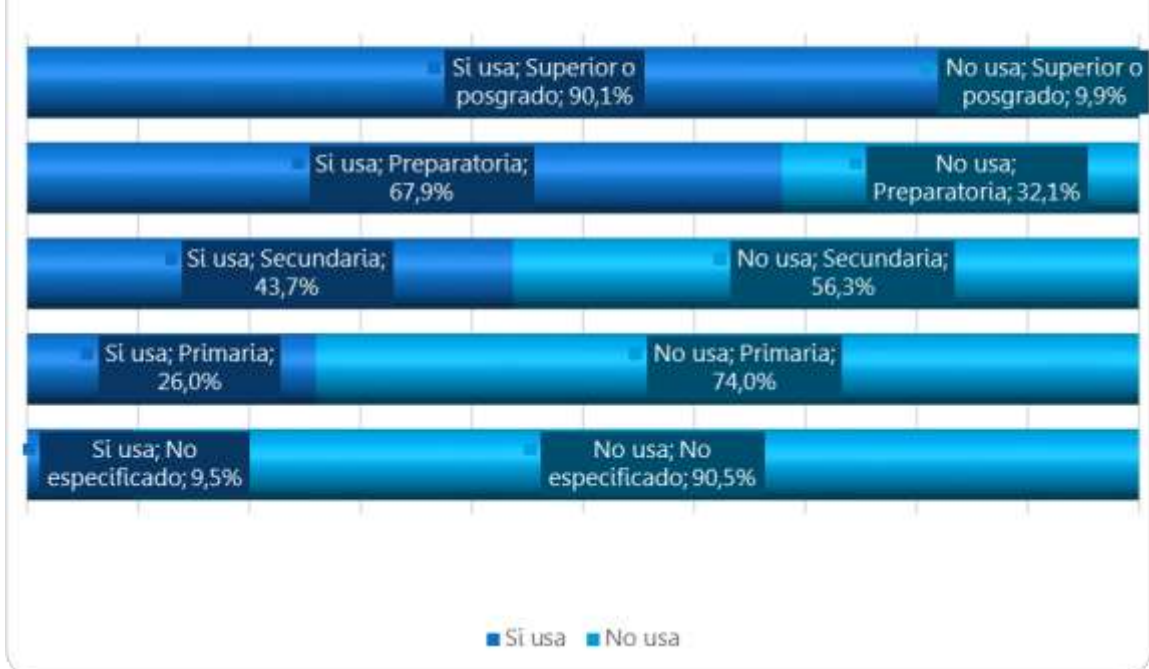 Si usa; Superior o
posgrado; 90,1%
No usa; Superior o
posgrado; 9,9%
Si usa; Preparatoria;
67,9%
No usa;
Preparatoria; 32,1%
Si usa; Secundaria;
43,7%
No usa; Secundaria;
56,3%
Si usa; Primaria;
26,0%
No usa; Primaria;
74,0%
Si usa; No
especificado; 9,5%
No usa; No
especificado; 90,5%
Si usa No usa